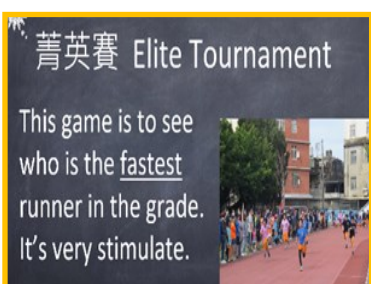 菁英賽 Elite Tournament
This game is to see
who is the fastest
runner in the grade.
It's very stimulate.